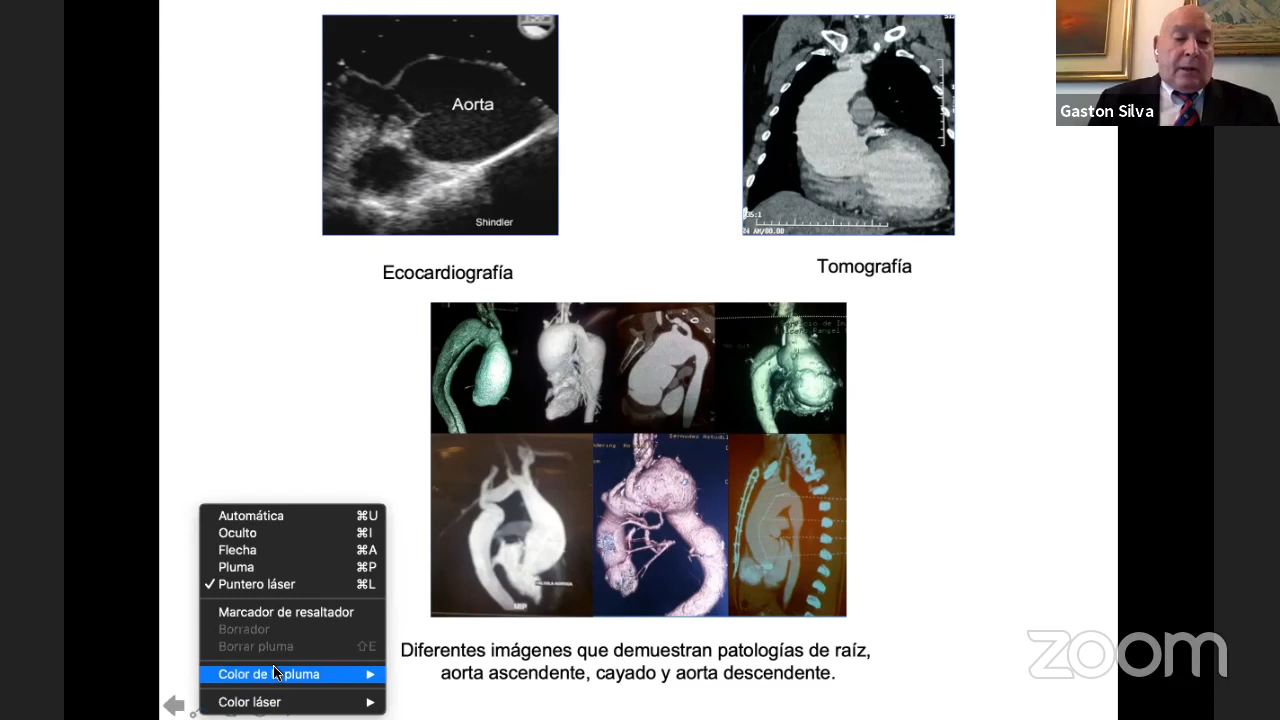 Aorta
Shindler
Gaston Silva
Ecocardiografía
Tomografía
Automática ⌘U
Oculto ⌘I
Flecha ⌘A
Pluma ⌘P
✓ Puntero láser ⌘L
Marcador de resaltador
Borrador
Borrar pluma ⇧E
Color de pluma
Color láser
MIP
Diferentes imágenes que demuestran patologías de raíz,
aorta ascendente, cayado y aorta descendente.
zoom